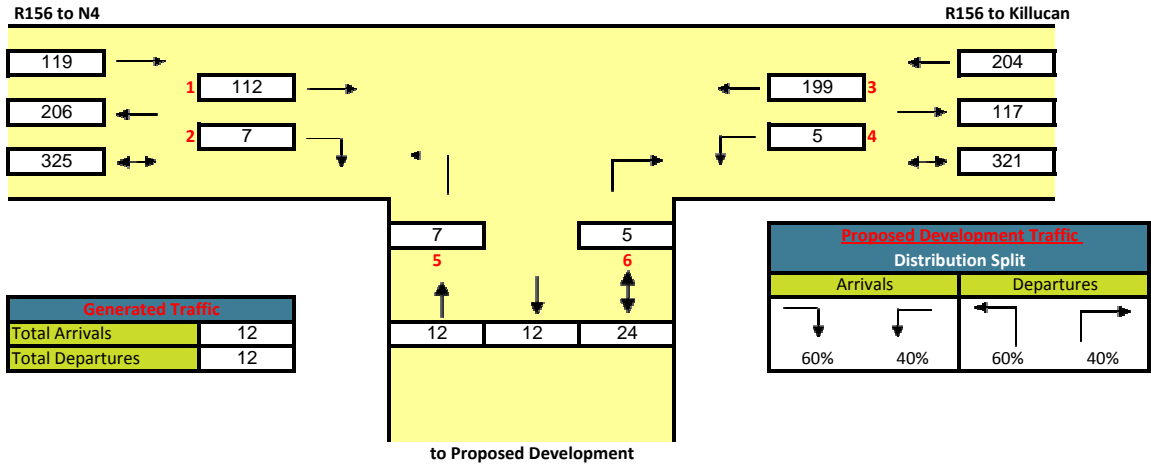 R156 to N4 R156 to Killucan
119 204
1 112 199 3
206 117
2 7 5 4
325 321
7 5
5 6
Proposed Development Traffic
Distribution Split
Arrivals Departures
Generated Traffic
Total Arrivals 12
12 12 24
Total Departures 12
60% 40% 60% 40%
to Proposed Development